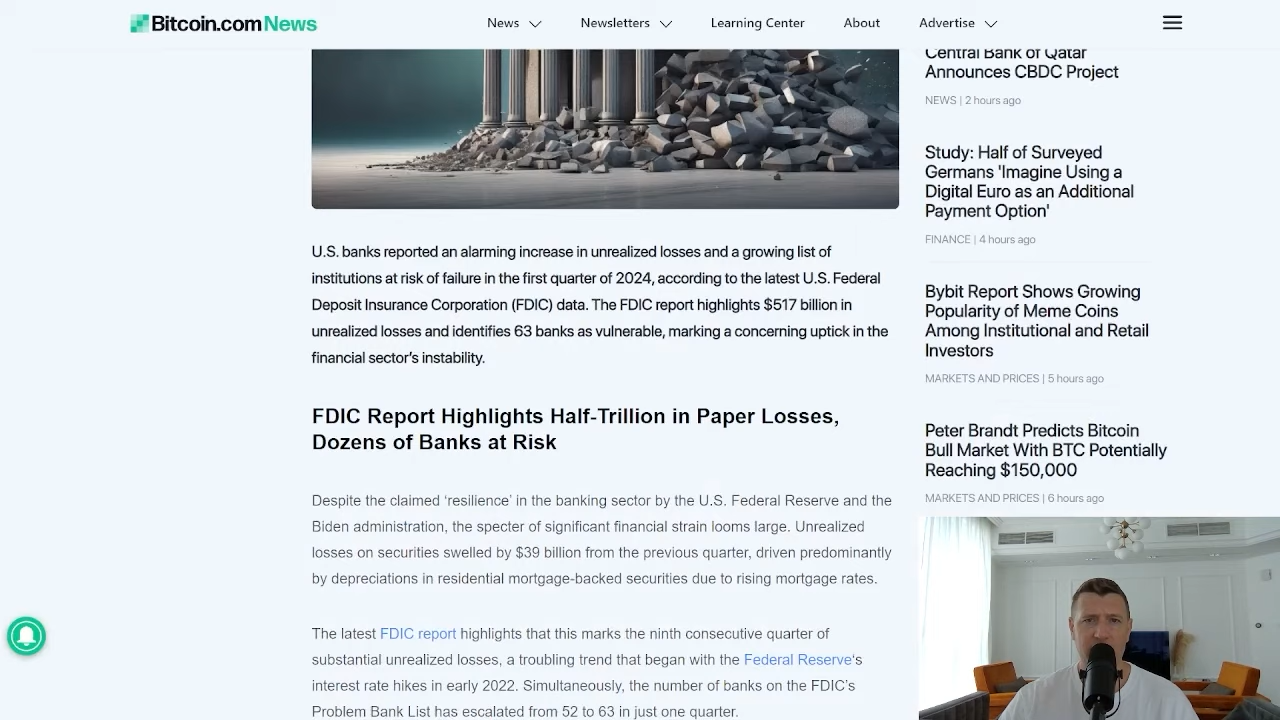 Bitcoin.com News
News
Newsletters
Learning Center
About
Advertise
U.S. banks reported an alarming increase in unrealized losses and a growing list of
institutions at risk of failure in the first quarter of 2024, according to the latest U.S. Federal
Deposit Insurance Corporation (FDIC) data. The FDIC report highlights $517 billion in
unrealized losses and identifies 63 banks as vulnerable, marking a concerning uptick in the
financial sector's instability.
FDIC Report Highlights Half-Trillion in Paper Losses,
Dozens of Banks at Risk
Despite the claimed ‘resilience’ in the banking sector by the U.S. Federal Reserve and the
Biden administration, the specter of significant financial strain looms large. Unrealized
losses on securities swelled by $39 billion from the previous quarter, driven predominantly
by depreciations in residential mortgage-backed securities due to rising mortgage rates.
The latest FDIC report highlights that this marks the ninth consecutive quarter of
substantial unrealized losses, a troubling trend that began with the Federal Reserve‘s
interest rate hikes in early 2022. Simultaneously, the number of banks on the FDIC’s
Problem Bank List has escalated from 52 to 63 in just one quarter.
Central Bank of Qatar
Announces CBDC Project
NEWS | 2 hours ago
Study: Half of Surveyed
Germans 'Imagine Using a
Digital Euro as an Additional
Payment Option'
FINANCE | 4 hours ago
Bybit Report Shows Growing
Popularity of Meme Coins
Among Institutional and Retail
Investors
MARKETS AND PRICES | 5 hours ago
Peter Brandt Predicts Bitcoin
Bull Market With BTC Potentially
Reaching $150,000
MARKETS AND PRICES | 6 hours ago